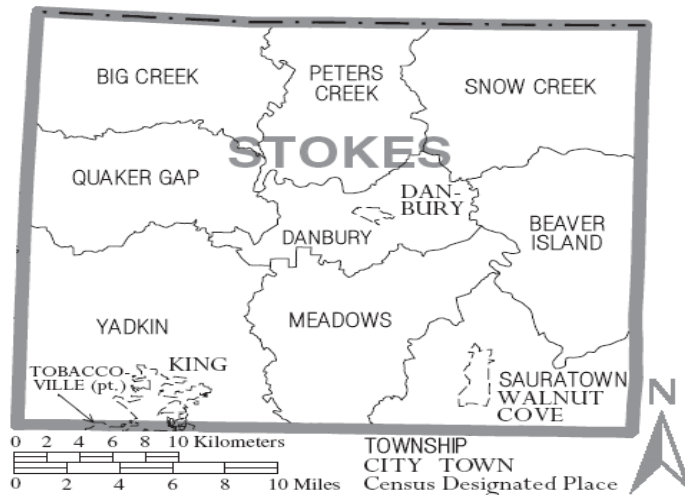 BIG CREEK
PETERS
CREEK
SNOW CREEK
STOKES
QUAKER GAP
DAN-
BURY
DANBURY
BEAVER
ISLAND
YADKIN
MEADOWS
TOBACCO-
VILLE (pt.)
KING
SAURATOWN
WALNUT
COVE
N
0 2 4 6 8 10 Kilometers
0 2 4 6 8 10 Miles
TOWNSHIP
CITY TOWN
Census Designated Place